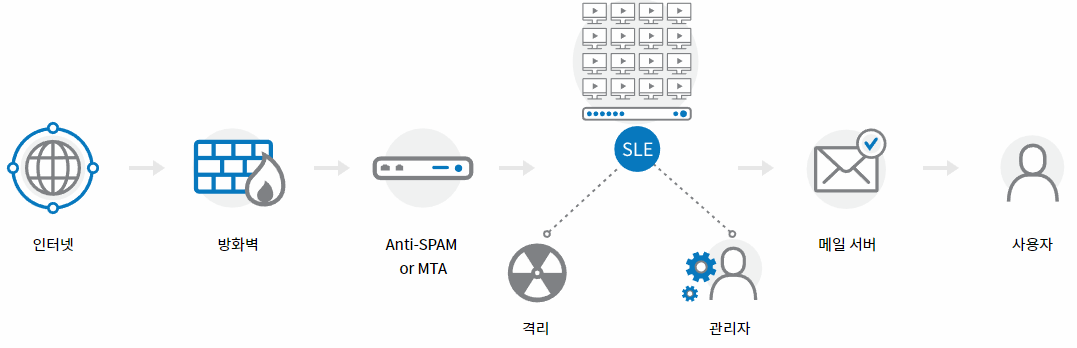 SLE
인터넷
방화벽
Anti-SPAM
or MTA
메일 서버
사용자
격리
관리자